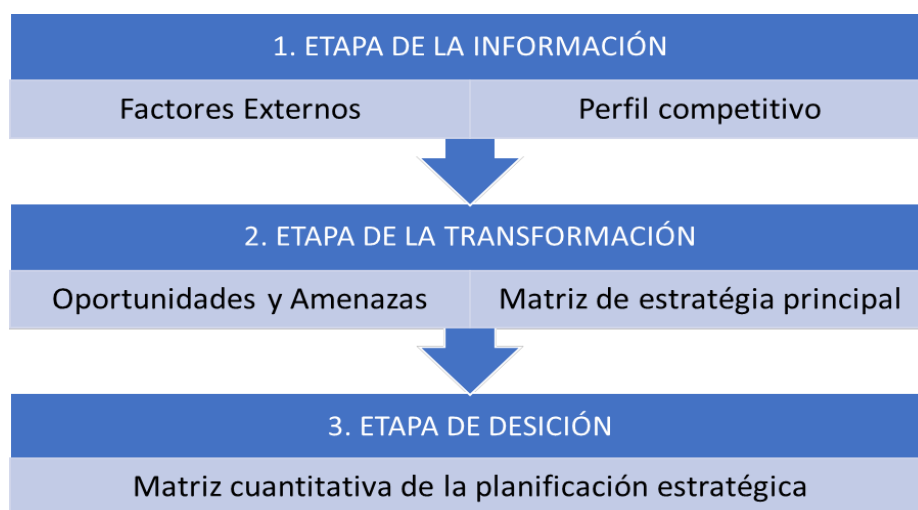 1. ETAPA DE LA INFORMACIÓN
Factores Externos
Perfil competitivo
2. ETAPA DE LA TRANSFORMACIÓN
Oportunidades y Amenazas
Matriz de estratégia principal
3. ETAPA DE DESICIÓN
Matriz cuantitativa de la planificación estratégica